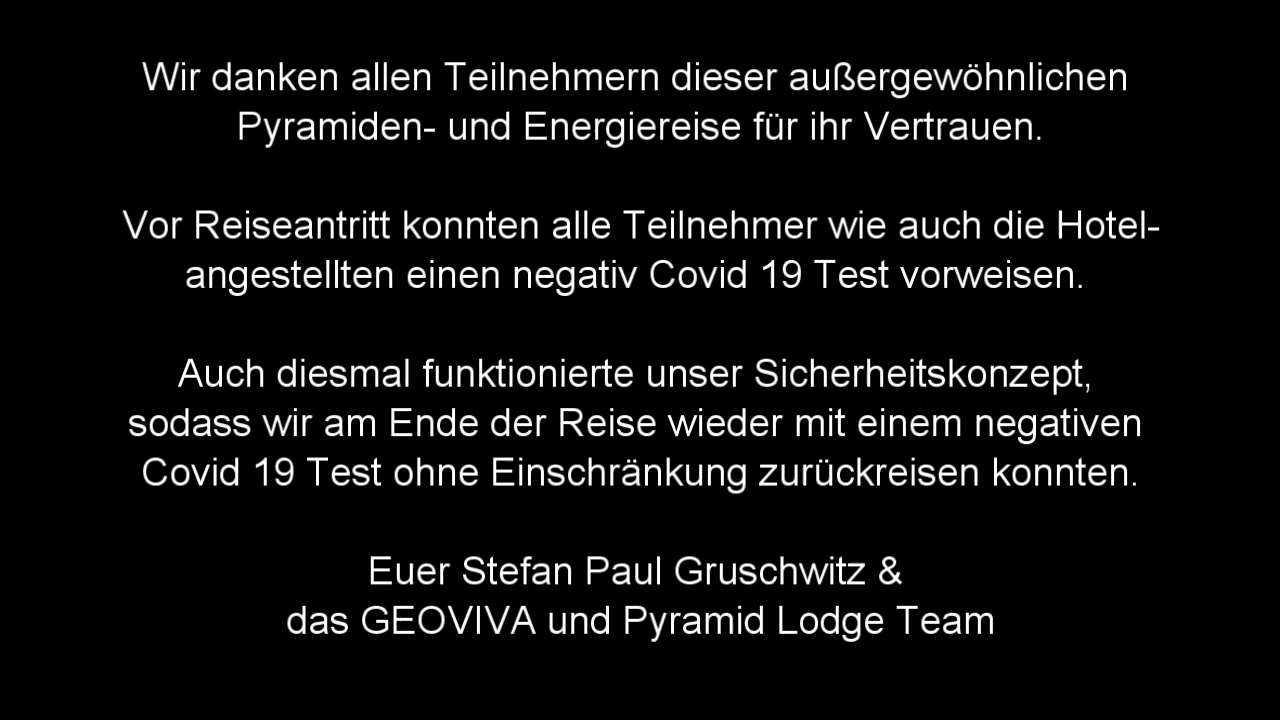 Wir danken allen Teilnehmern dieser außergewöhnlichen
Pyramiden- und Energiereise für ihr Vertrauen.
Vor Reiseantritt konnten alle Teilnehmer wie auch die Hotel-
angestellten einen negativ Covid 19 Test vorweisen.
Auch diesmal funktionierte unser Sicherheitskonzept,
sodass wir am Ende der Reise wieder mit einem negativen
Covid 19 Test ohne Einschränkung zurückreisen konnten.
Euer Stefan Paul Gruschwitz &
das GEOVIVA und Pyramid Lodge Team